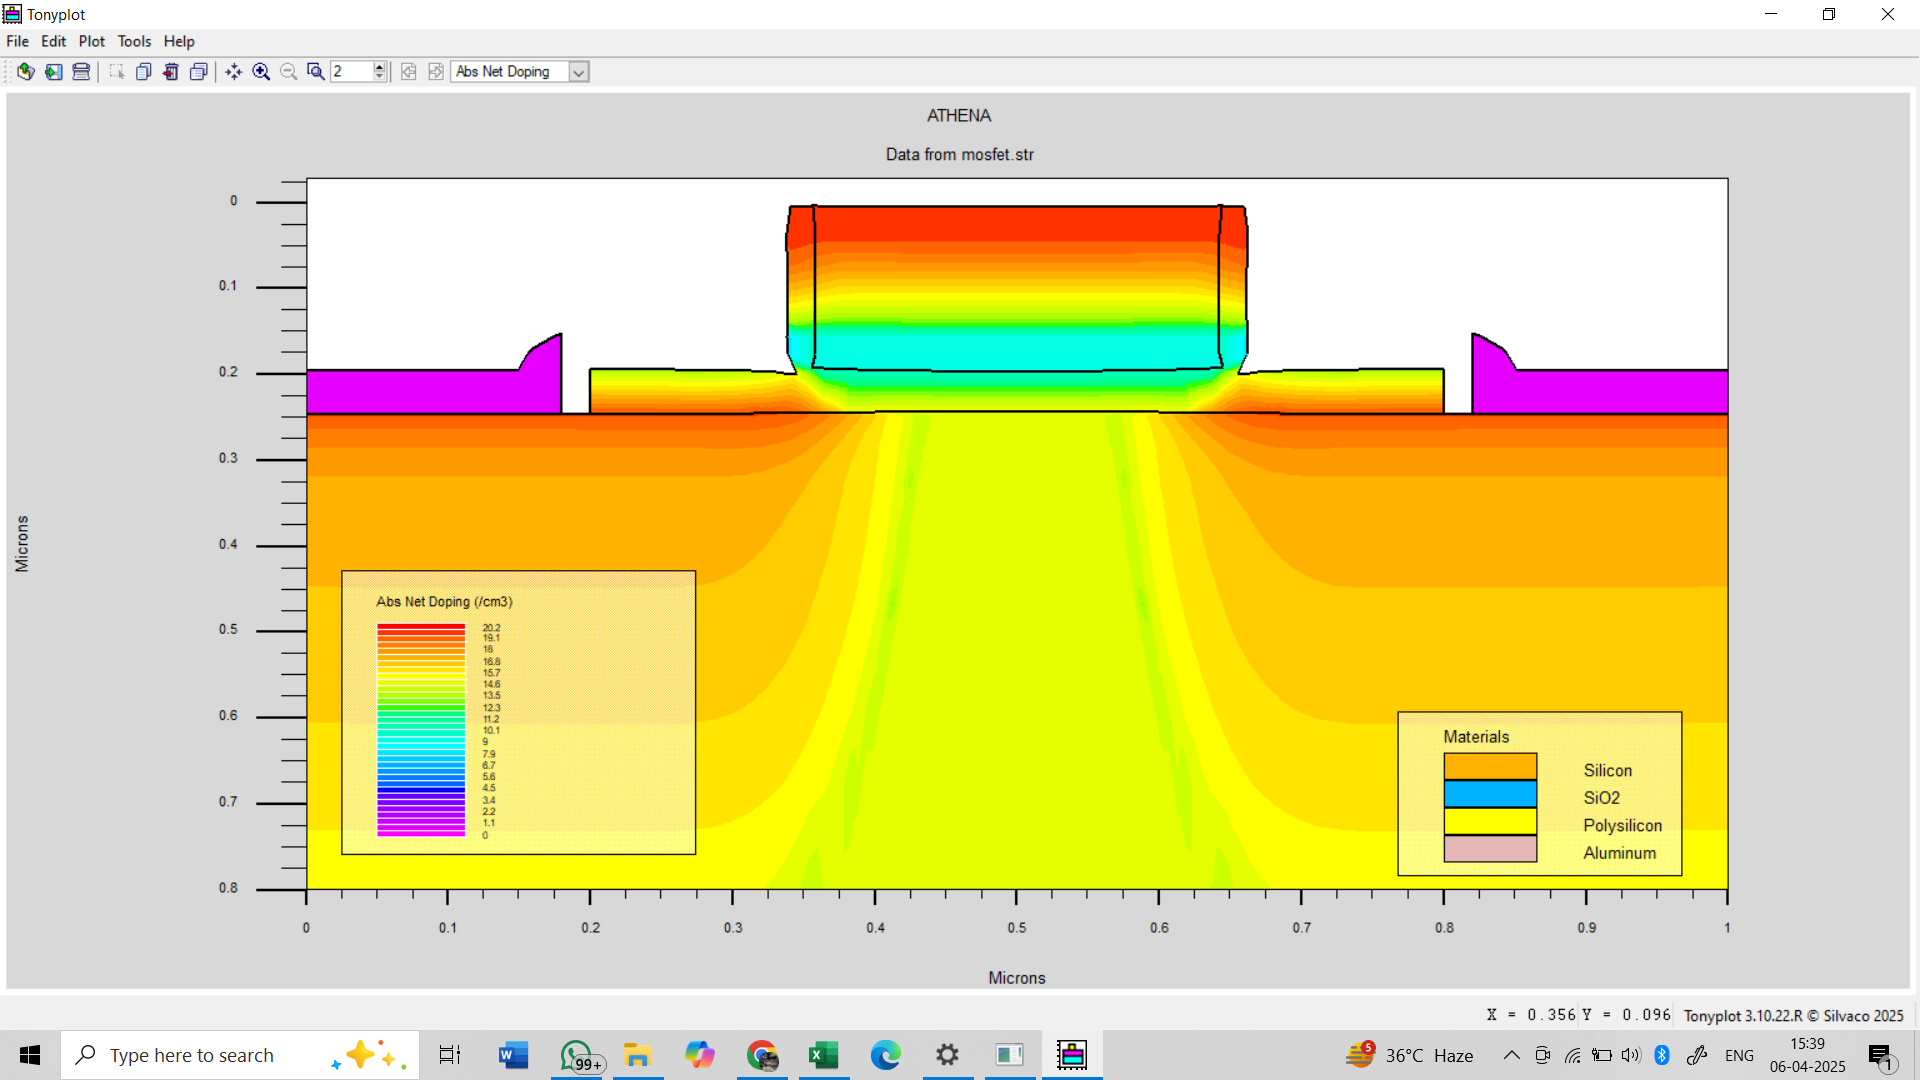 Tonyplot
File Edit Plot Tools Help
2 Abs Net Doping
ATHENA
Data from mosfet.str
Microns
0
0.1
0.2
0.3
0.4
0.5
0.6
0.7
0.8
Abs Net Doping (/cm3)
20.2
19.1
18
16.8
15.7
14.6
13.5
12.3
11.2
10.1
9
7.9
6.7
5.6
4.5
3.4
2.2
1.1
0
Materials
Silicon
SiO2
Polysilicon
Aluminum
0 0.1 0.2 0.3 0.4 0.5 0.6 0.7 0.8 0.9 1
Microns
X = 0.356 Y = 0.096 Tonyplot 3.10.22.R © Silvaco 2025
Type here to search
99+
5
36°C Haze
ENG
15:39
06-04-2025
1